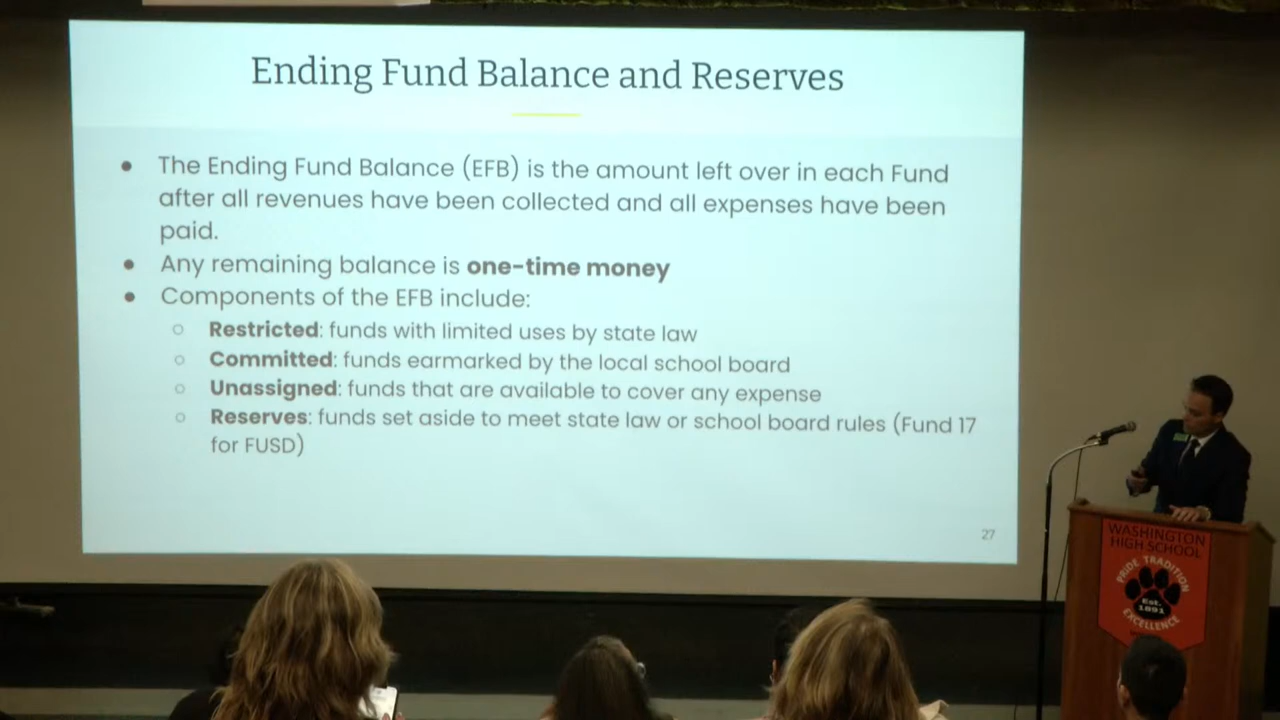 Ending Fund Balance and Reserves
● The Ending Fund Balance (EFB) is the amount left over in each Fund
after all revenues have been collected and all expenses have been
paid.
● Any remaining balance is one-time money
● Components of the EFB include:
○ Restricted: funds with limited uses by state law
○ Committed: funds earmarked by the local school board
○ Unassigned: funds that are available to cover any expense
○ Reserves: funds set aside to meet state law or school board rules (Fund 17
for FUSD)
27
WASHINGTON
HIGH SCHOOL
PRIDE TRADITION
Est.
1891
EXCELLENCE